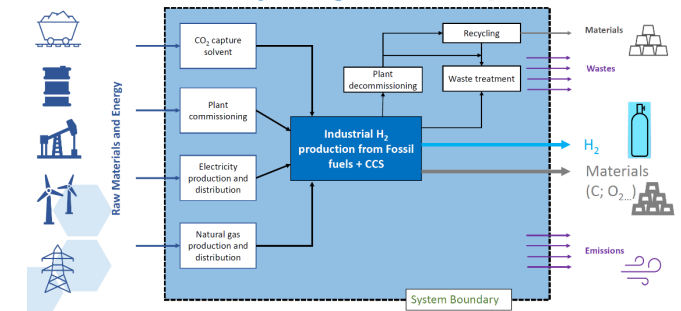 Raw Materials and Energy
CO₂ capture
solvent
Plant
commissioning
Electricity
production and
distribution
Natural gas
production and
distribution
Industrial H₂
production from Fossil
fuels + CCS
Plant
decommissioning
Recycling
Waste treatment
Materials
Wastes
H₂
Materials
(C; O₂...)
Emissions
System Boundary